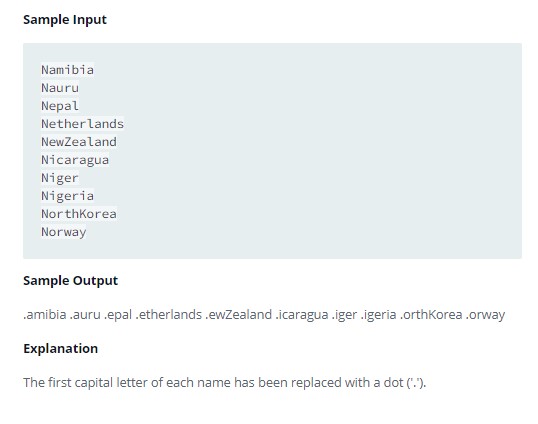 Sample Input
Namibia
Nauru
Nepal
Netherlands
NewZealand
Nicaragua
Niger
Nigeria
NorthKorea
Norway
Sample Output
.amibia .auru .epal .etherlands .ewZealand .icaragua .iger .igeria .orthKorea .orway
Explanation
The first capital letter of each name has been replaced with a dot ('.').